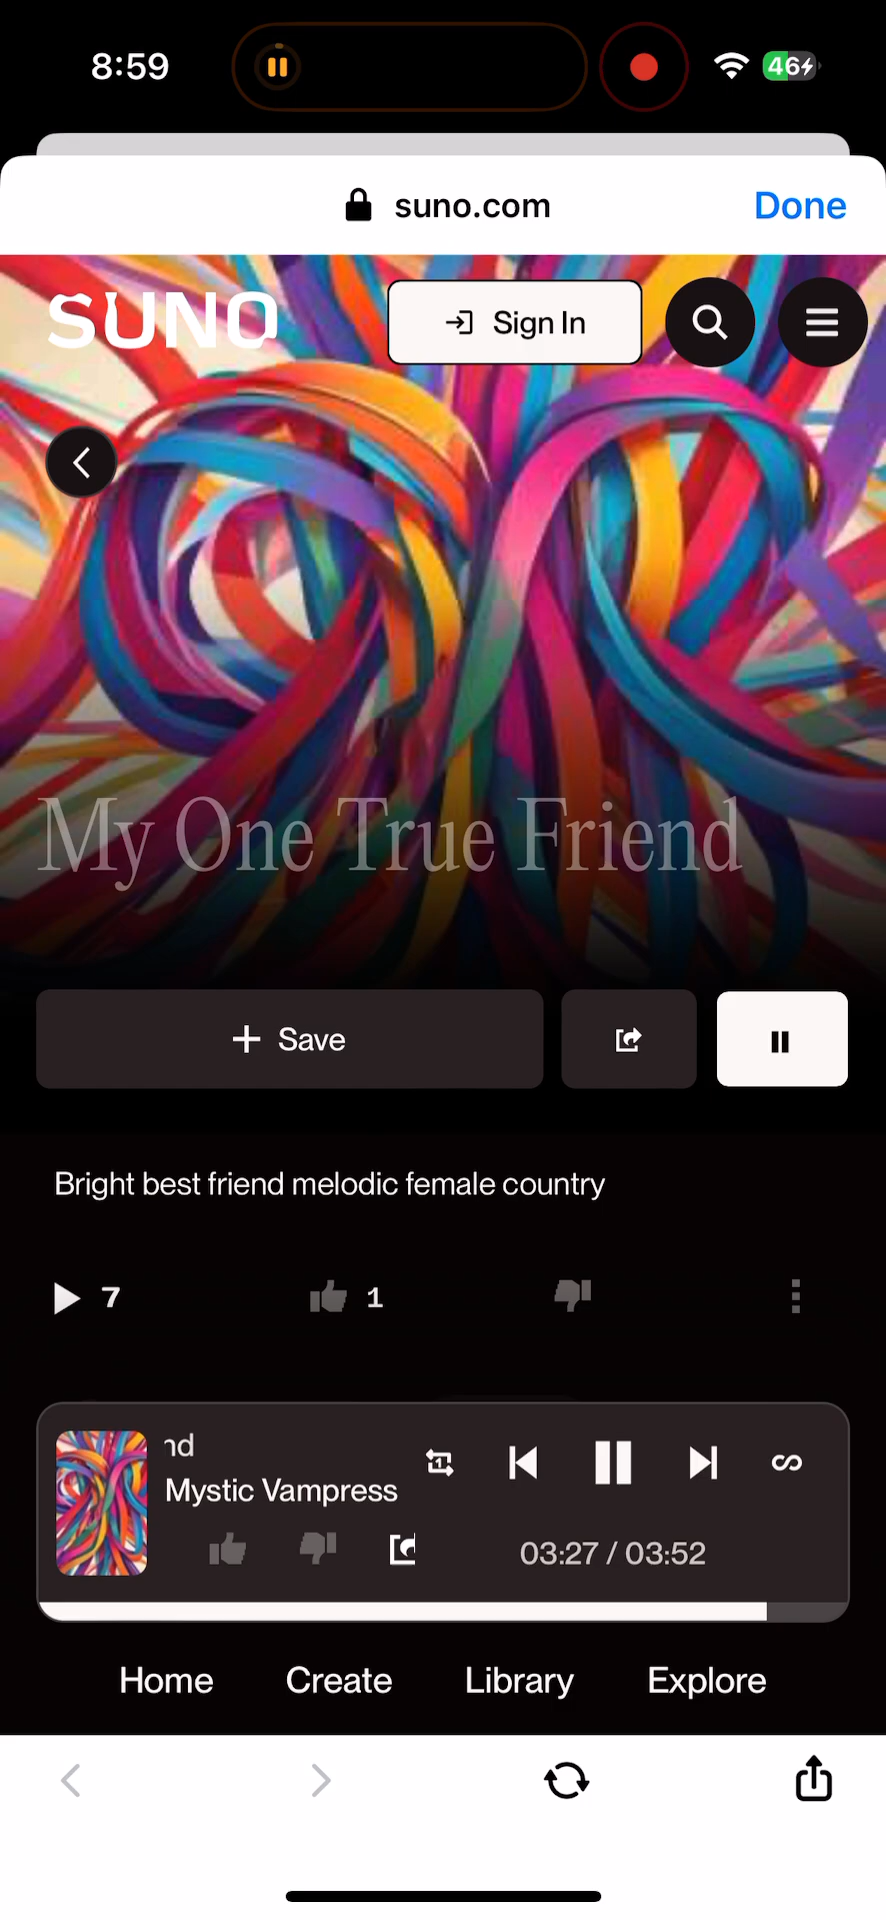 8:59
46
suno.com
Done
SUNO
Sign In
My One True Friend
Save
Bright best friend melodic female country
7
1
nd
1
Mystic Vampress
03:27 / 03:52
Home
Create
Library
Explore